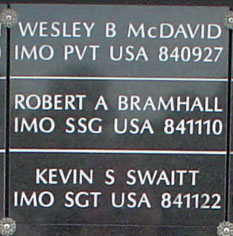 WESLEY B McDAVID
IMO PVT USA 840927
ROBERT A BRAMHALL
IMO SSG USA 841110
KEVIN S SWAITT
IMO SGT USA 841122